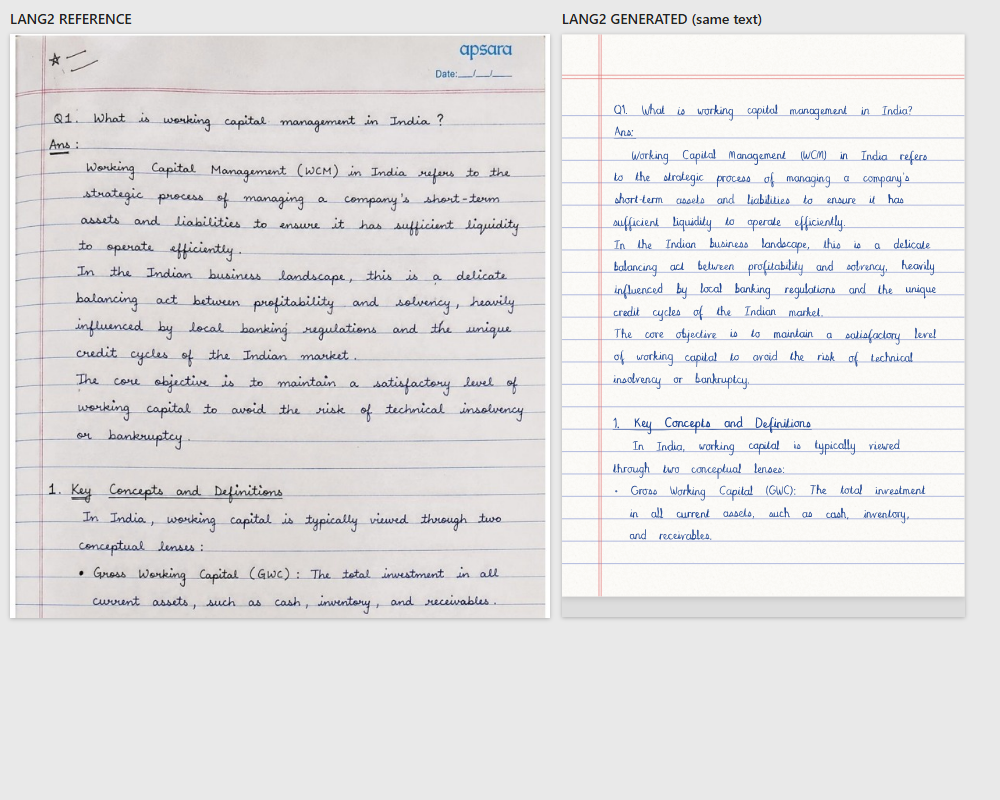 LANG2 REFERENCE
apsara
Date:__/__/__
Q1. What is working capital management in India ?
Ans :
Working Capital Management (WCM) in India refers to the
strategic process of managing a company's short-term
assets and liabilities to ensure it has sufficient liquidity
to operate efficiently.
In the Indian business landscape, this is a delicate
balancing act between profitability and solvency, heavily
influenced by local banking regulations and the unique
credit cycles of the Indian market.
The core objective is to maintain a satisfactory level of
working capital to avoid the risk of technical insolvency
or bankruptcy.
1. Key Concepts and Definitions
In India, working capital is typically viewed through two
conceptual lenses:
• Gross Working Capital (GWC) : The total investment in all
current assets, such as cash, inventory, and receivables.
LANG2 GENERATED (same text)
Q1. What is working capital management in India?
Ans:
Working Capital Management (WCM) in India refers
to the strategic process of managing a company's
short-term assets and liabilities to ensure it has
sufficient liquidity to operate efficiently.
In the Indian business landscape, this is a delicate
balancing act between profitability and solvency, heavily
influenced by local banking regulations and the unique
credit cycles of the Indian market.
The core objective is to maintain a satisfactory level
of working capital to avoid the risk of technical
insolvency or bankruptcy.
1. Key Concepts and Definitions
In India, working capital is typically viewed
through two conceptual lenses:
• Gross Working Capital (GWC): The total investment
in all current assets, such as cash, inventory,
and receivables.